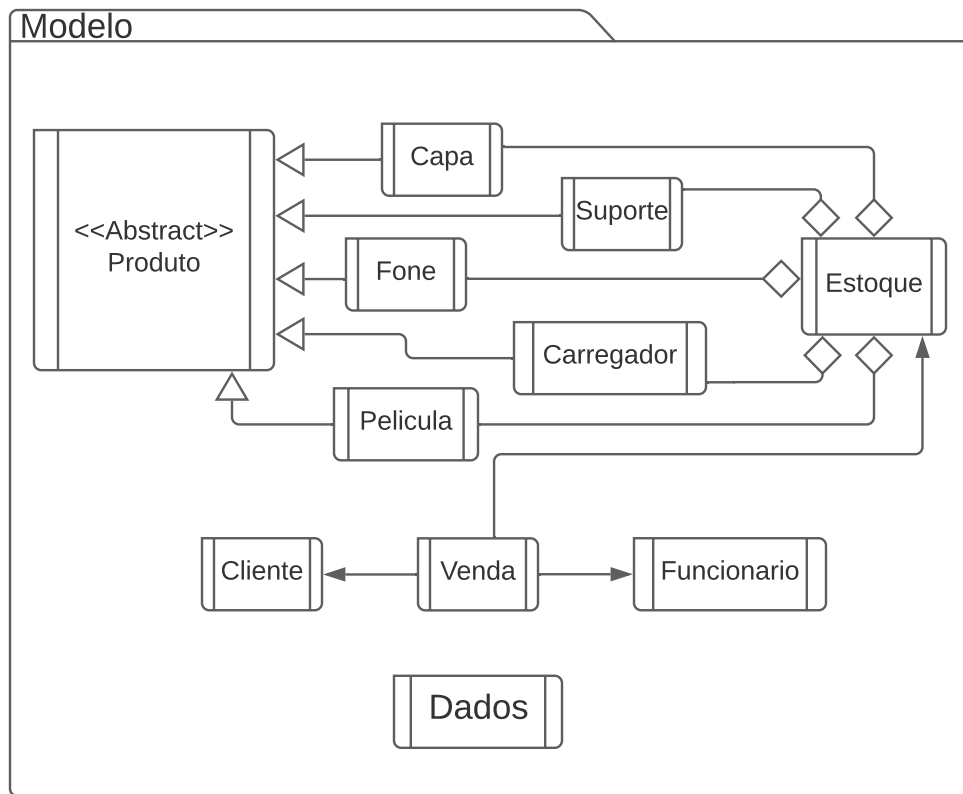 Modelo
Capa
Suporte
<<Abstract>>
Produto
Fone
Estoque
Carregador
Pelicula
Cliente
Venda
Funcionario
Dados